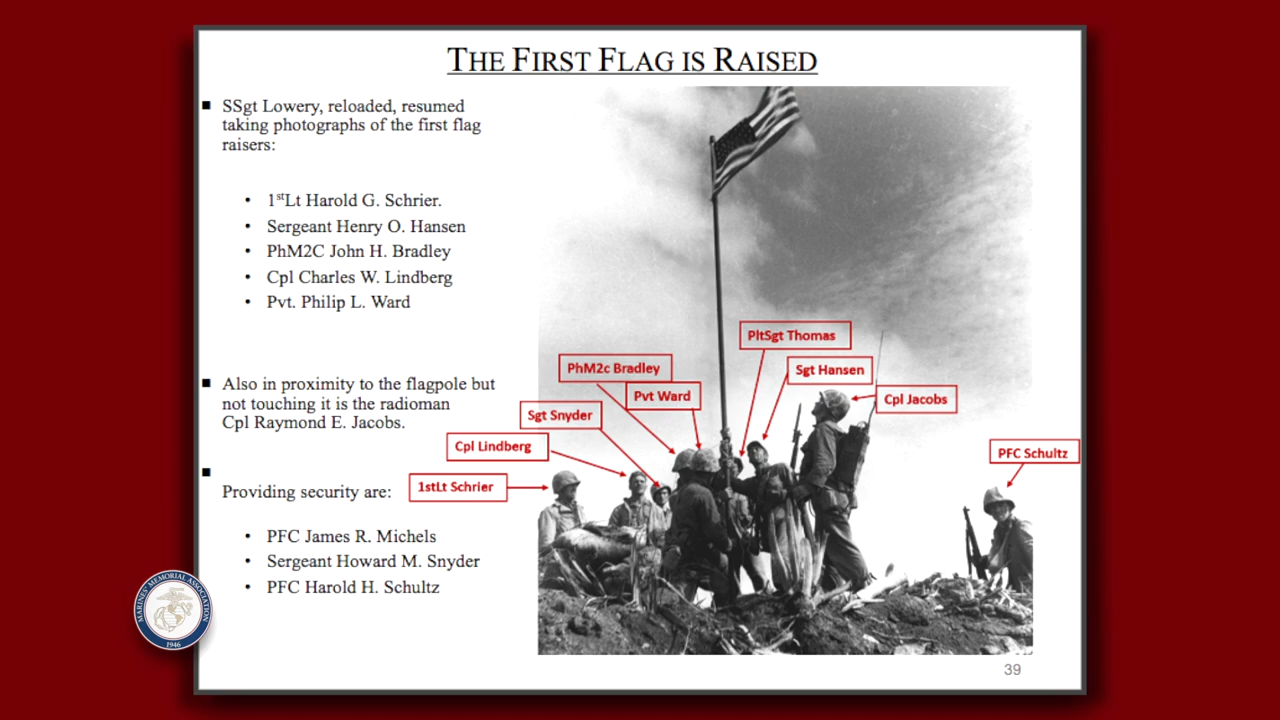 THE FIRST FLAG IS RAISED
■ SSgt Lowery, reloaded, resumed
taking photographs of the first flag
raisers:
• 1stLt Harold G. Schrier.
• Sergeant Henry O. Hansen
• PhM2C John H. Bradley
• Cpl Charles W. Lindberg
• Pvt. Philip L. Ward
■ Also in proximity to the flagpole but
not touching it is the radioman
Cpl Raymond E. Jacobs.
■
Providing security are:
• PFC James R. Michels
• Sergeant Howard M. Snyder
• PFC Harold H. Schultz
PltSgt Thomas
PhM2c Bradley
Sgt Hansen
Pvt Ward
Cpl Jacobs
Sgt Snyder
Cpl Lindberg
PFC Schultz
1stLt Schrier
39
MARINES' MEMORIAL ASSOCIATION
1946